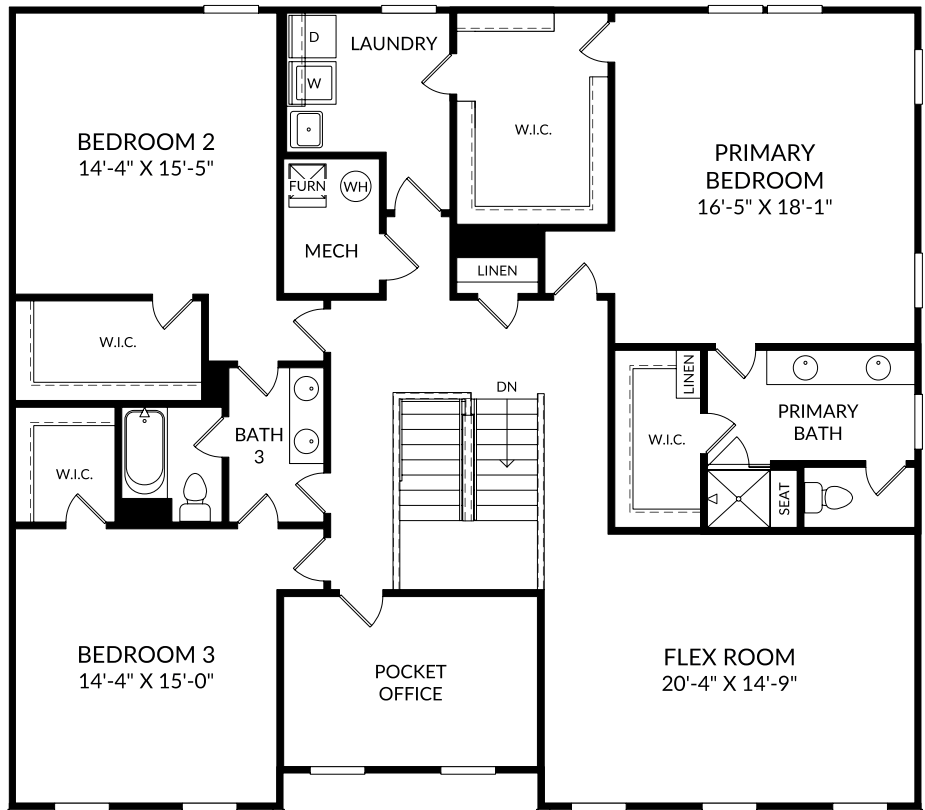 D
LAUNDRY
W
BEDROOM 2
14'-4" X 15'-5"
W.I.C.
PRIMARY
BEDROOM
16'-5" X 18'-1"
FURN
WH
MECH
LINEN
W.I.C.
DN
LINEN
PRIMARY
BATH
W.I.C.
BATH
3
W.I.C.
SEAT
BEDROOM 3
14'-4" X 15'-0"
POCKET
OFFICE
FLEX ROOM
20'-4" X 14'-9"